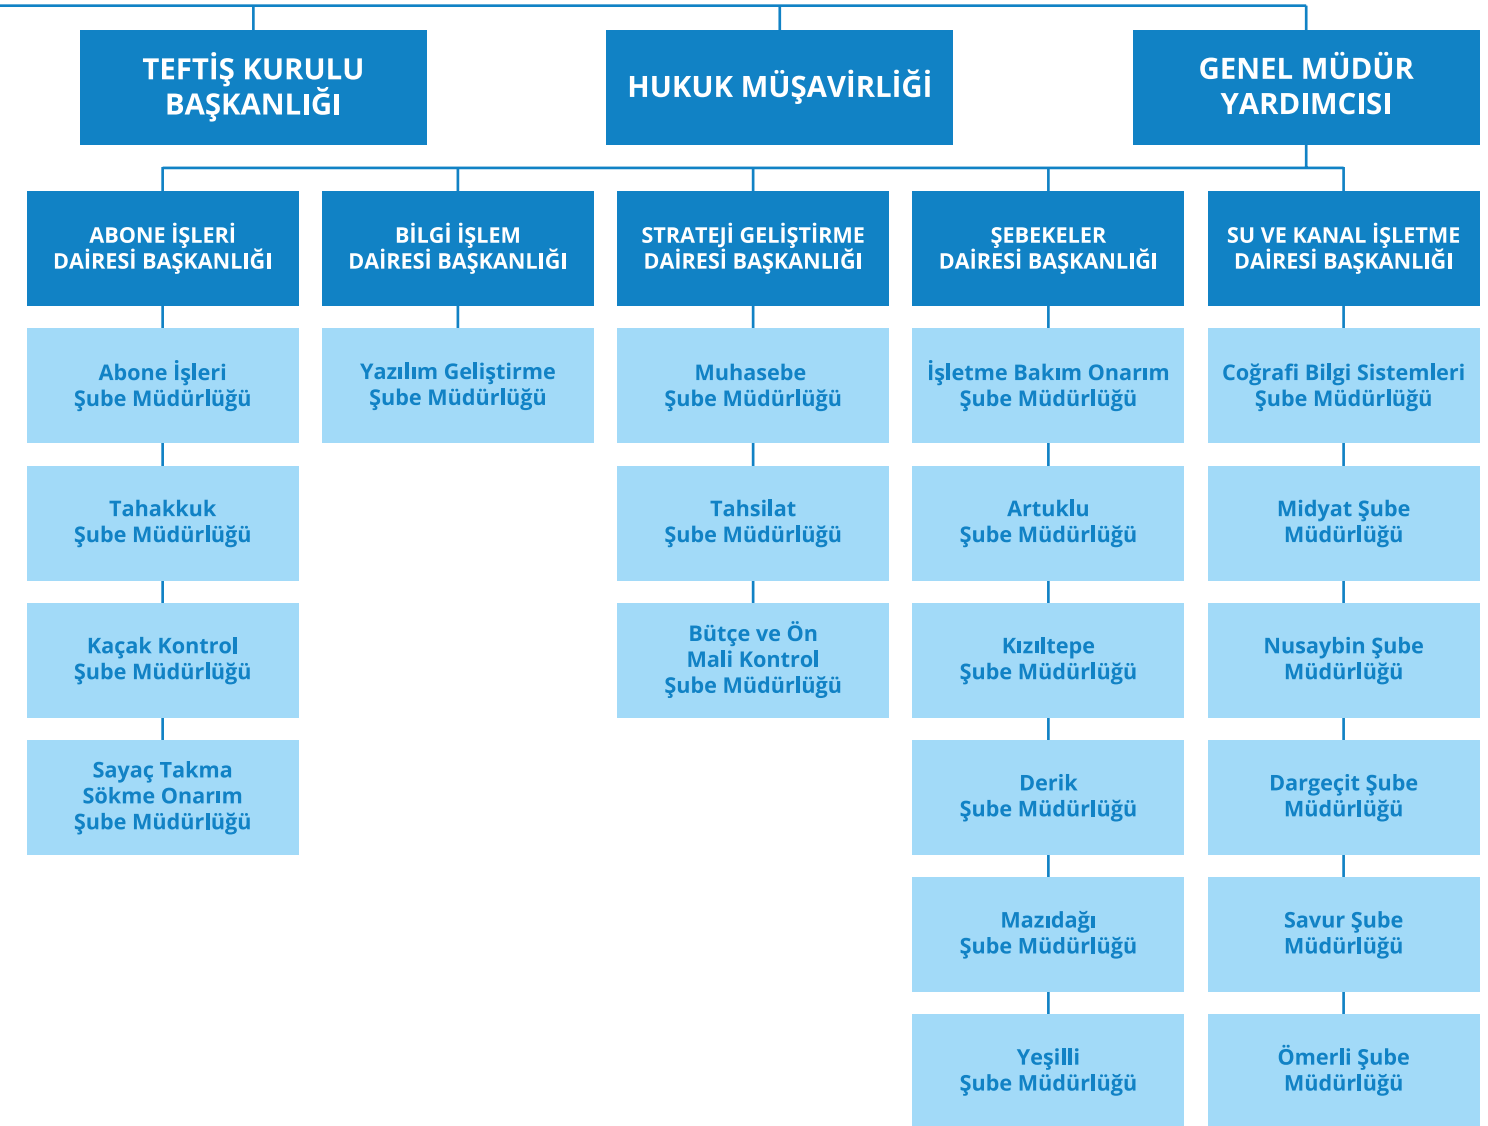 TEFTİŞ KURULU
BAŞKANLIĞI
HUKUK MÜŞAVİRLİĞİ
GENEL MÜDÜR
YARDIMCISI
ABONE İŞLERİ
DAİRESİ BAŞKANLIĞI
Abone İşleri
Şube Müdürlüğü
Tahakkuk
Şube Müdürlüğü
Kaçak Kontrol
Şube Müdürlüğü
Sayaç Takma
Sökme Onarım
Şube Müdürlüğü
BİLGİ İŞLEM
DAİRESİ BAŞKANLIĞI
Yazılım Geliştirme
Şube Müdürlüğü
STRATEJİ GELİŞTİRME
DAİRESİ BAŞKANLIĞI
Muhasebe
Şube Müdürlüğü
Tahsilat
Şube Müdürlüğü
Bütçe ve Ön
Mali Kontrol
Şube Müdürlüğü
ŞEBEKELER
DAİRESİ BAŞKANLIĞI
İşletme Bakım Onarım
Şube Müdürlüğü
Artuklu
Şube Müdürlüğü
Kızıltepe
Şube Müdürlüğü
Derik
Şube Müdürlüğü
Mazıdağı
Şube Müdürlüğü
Yeşilli
Şube Müdürlüğü
SU VE KANAL İŞLETME
DAİRESİ BAŞKANLIĞI
Coğrafi Bilgi Sistemleri
Şube Müdürlüğü
Midyat Şube
Müdürlüğü
Nusaybin Şube
Müdürlüğü
Dargeçit Şube
Müdürlüğü
Savur Şube
Müdürlüğü
Ömerli Şube
Müdürlüğü